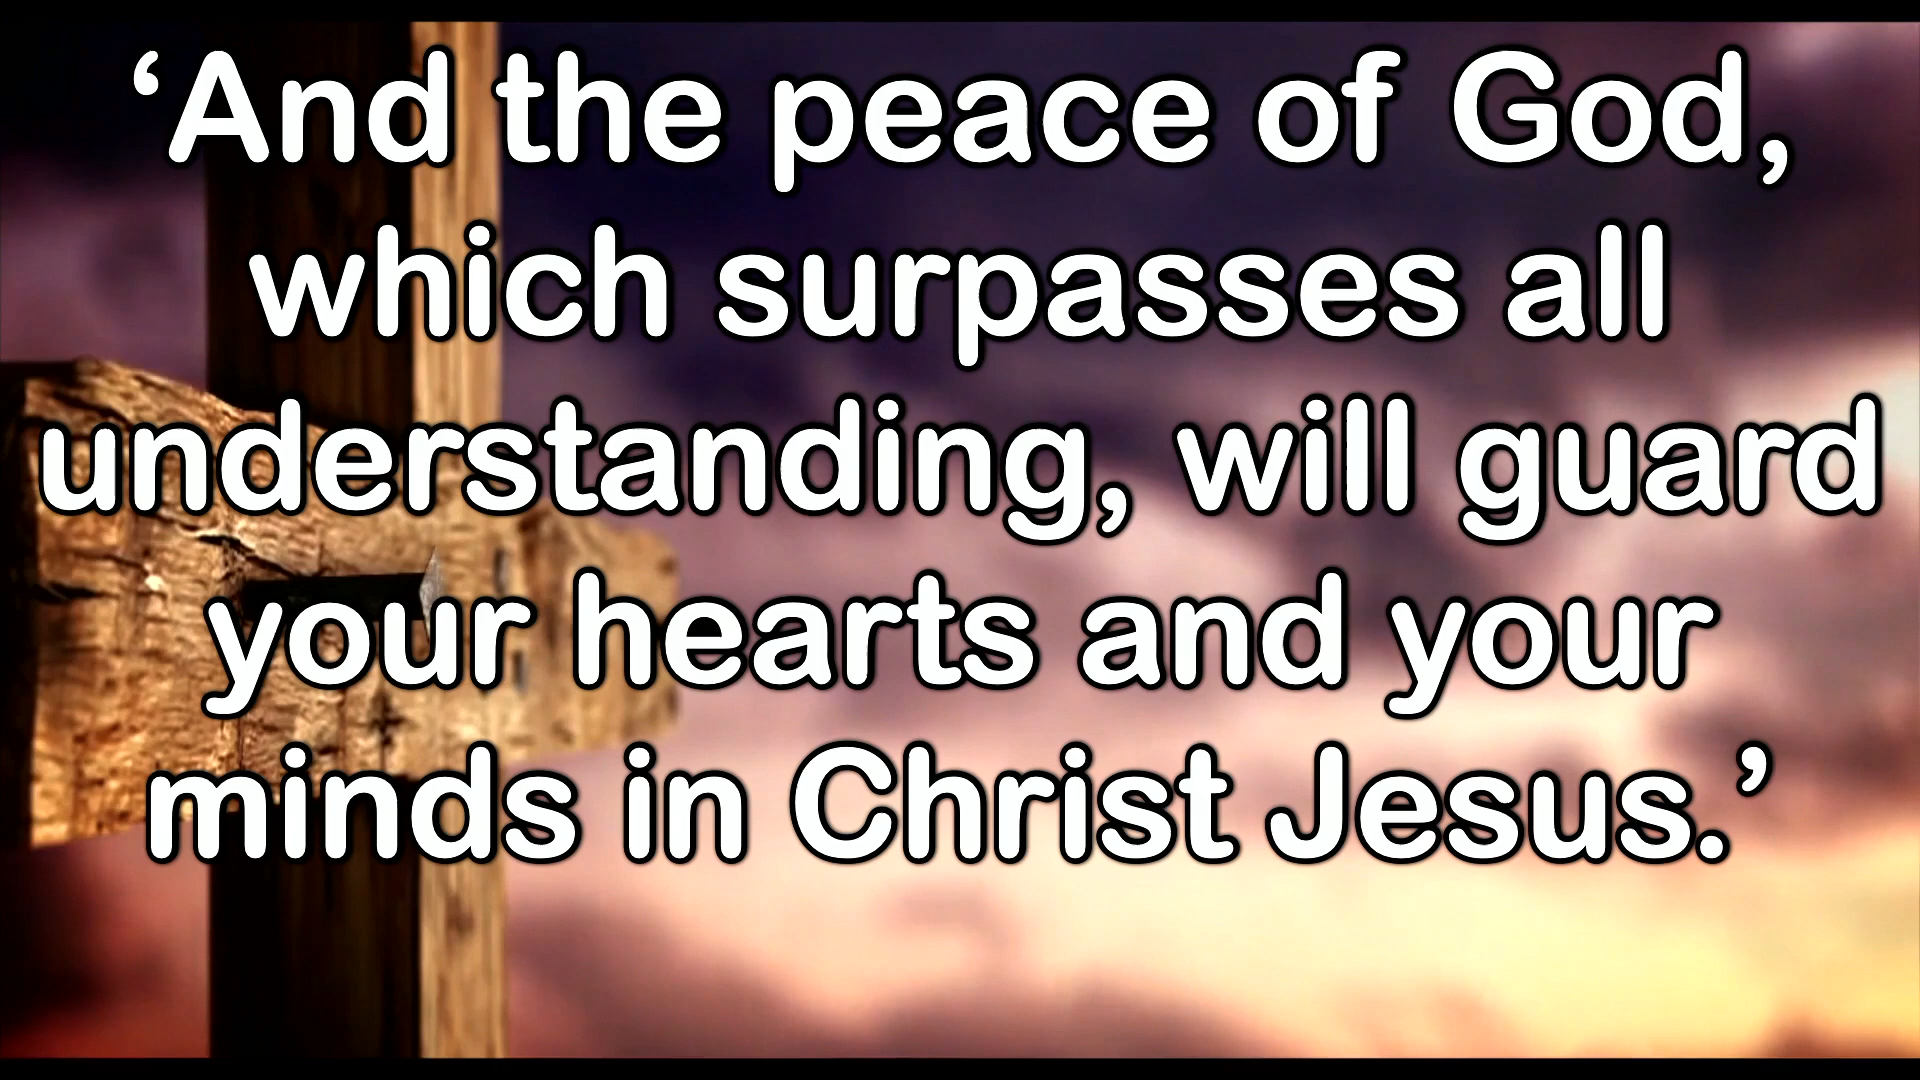 ‘And the peace of God,
which surpasses all
understanding, will guard
your hearts and your
minds in Christ Jesus.’